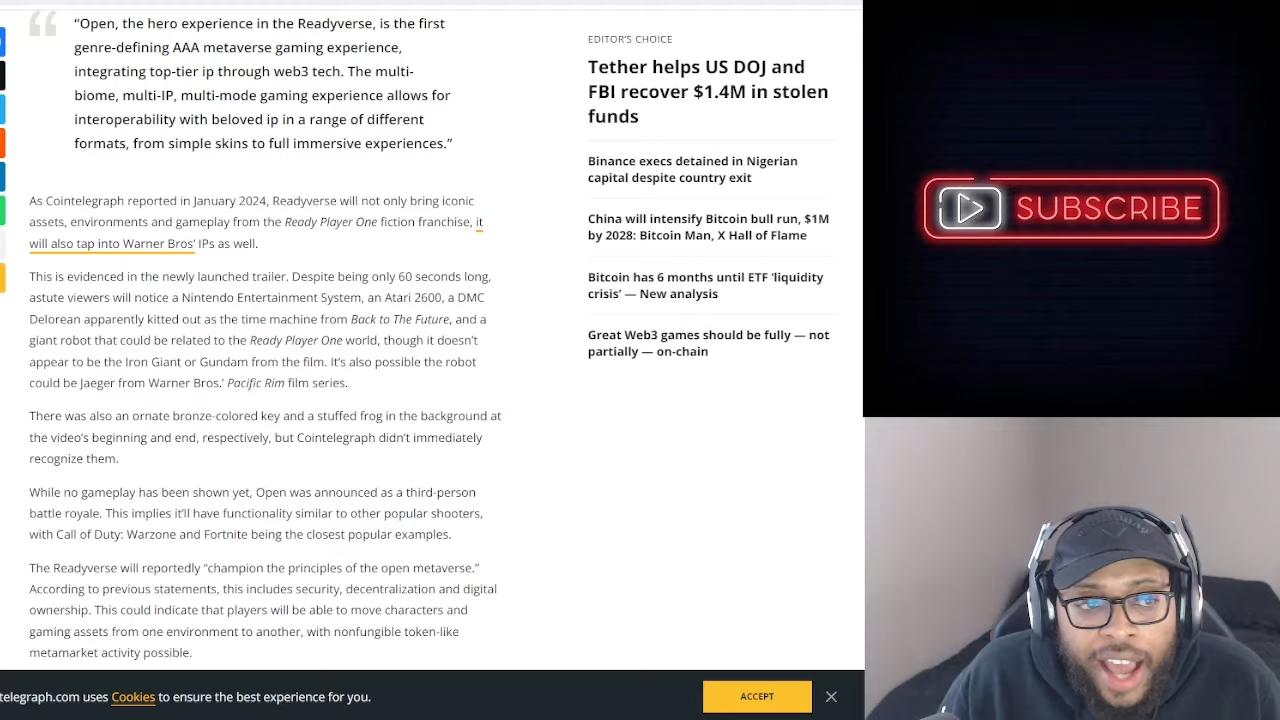 “Open, the hero experience in the Readyverse, is the first
genre-defining AAA metaverse gaming experience,
integrating top-tier ip through web3 tech. The multi-
biome, multi-IP, multi-mode gaming experience allows for
interoperability with beloved ip in a range of different
formats, from simple skins to full immersive experiences.”
As Cointelegraph reported in January 2024, Readyverse will not only bring iconic
assets, environments and gameplay from the Ready Player One fiction franchise, it
will also tap into Warner Bros’ IPs as well.
This is evidenced in the newly launched trailer. Despite being only 60 seconds long,
astute viewers will notice a Nintendo Entertainment System, an Atari 2600, a DMC
Delorean apparently kitted out as the time machine from Back to The Future, and a
giant robot that could be related to the Ready Player One world, though it doesn’t
appear to be the Iron Giant or Gundam from the film. It’s also possible the robot
could be Jaeger from Warner Bros.’ Pacific Rim film series.
There was also an ornate bronze-colored key and a stuffed frog in the background at
the video’s beginning and end, respectively, but Cointelegraph didn’t immediately
recognize them.
While no gameplay has been shown yet, Open was announced as a third-person
battle royale. This implies it’ll have functionality similar to other popular shooters,
with Call of Duty: Warzone and Fortnite being the closest popular examples.
The Readyverse will reportedly “champion the principles of the open metaverse.”
According to previous statements, this includes security, decentralization and digital
ownership. This could indicate that players will be able to move characters and
gaming assets from one environment to another, with nonfungible token-like
metamarket activity possible.
EDITOR’S CHOICE
Tether helps US DOJ and
FBI recover $1.4M in stolen
funds
Binance execs detained in Nigerian
capital despite country exit
China will intensify Bitcoin bull run, $1M
by 2028: Bitcoin Man, X Hall of Fame
Bitcoin has 6 months until ETF ‘liquidity
crisis’ — New analysis
Great Web3 games should be fully — not
partially — on-chain
SUBSCRIBE
telegraph.com uses Cookies to ensure the best experience for you.
ACCEPT